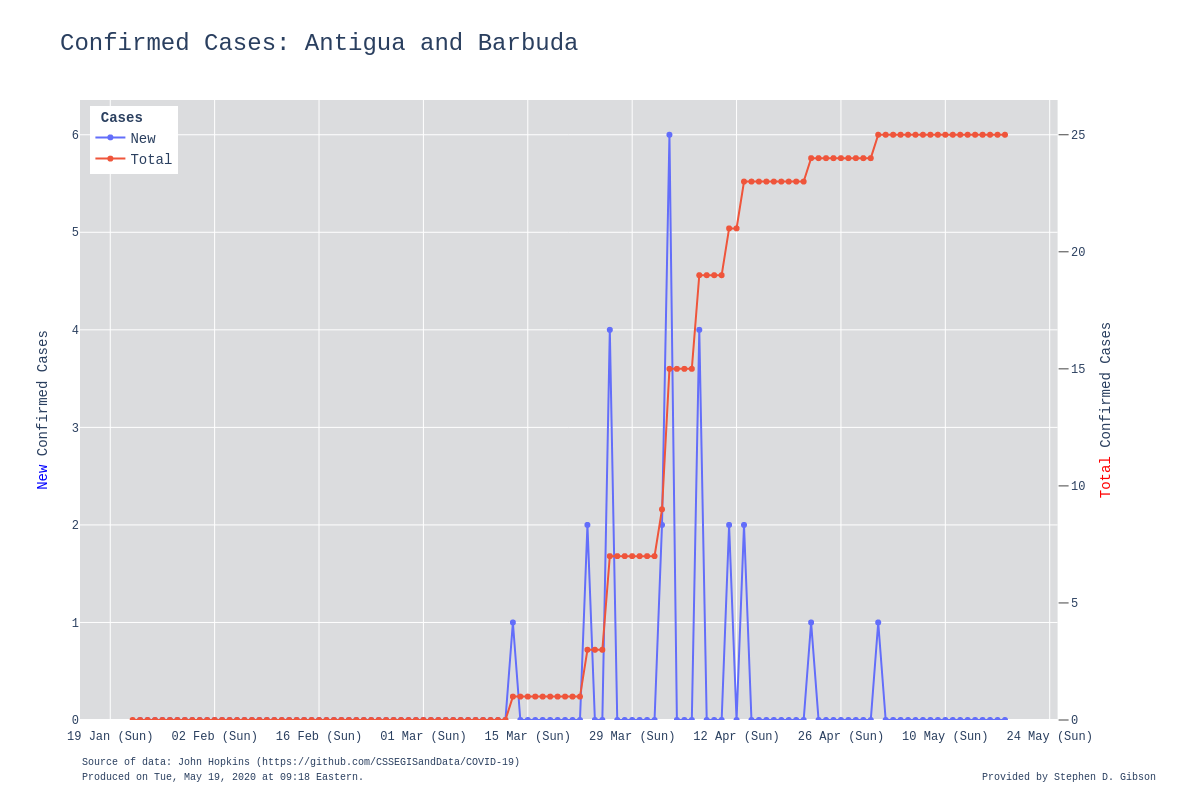 Confirmed Cases: Antigua and Barbuda
Cases
New
Total
6
5
4
3
2
1
0
New Confirmed Cases
25
20
15
10
5
0
Total Confirmed Cases
19 Jan (Sun) 02 Feb (Sun) 16 Feb (Sun) 01 Mar (Sun) 15 Mar (Sun) 29 Mar (Sun) 12 Apr (Sun) 26 Apr (Sun) 10 May (Sun) 24 May (Sun)
Source of data: John Hopkins (https://github.com/CSSEGISandData/COVID-19)
Produced on Tue, May 19, 2020 at 09:18 Eastern.
Provided by Stephen D. Gibson